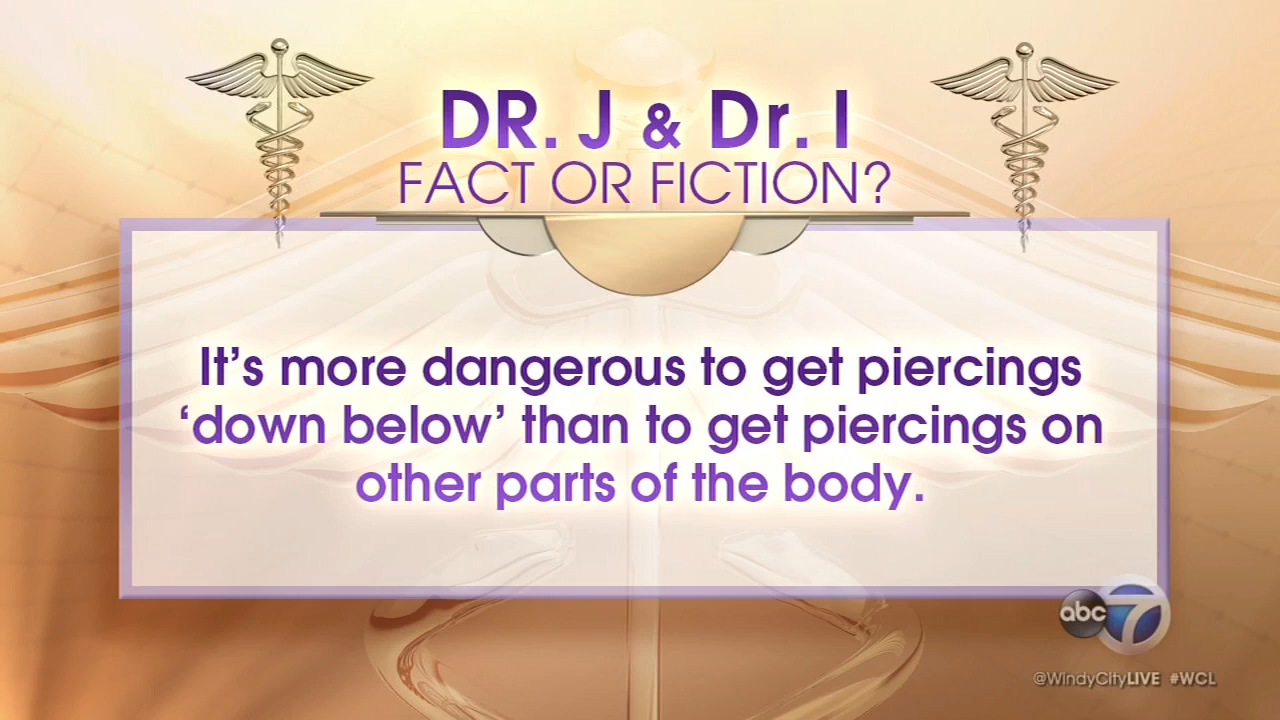 DR. J & Dr. I
FACT OR FICTION?
It’s more dangerous to get piercings
‘down below’ than to get piercings on
other parts of the body.
abc 7
@WindyCityLIVE #WCL